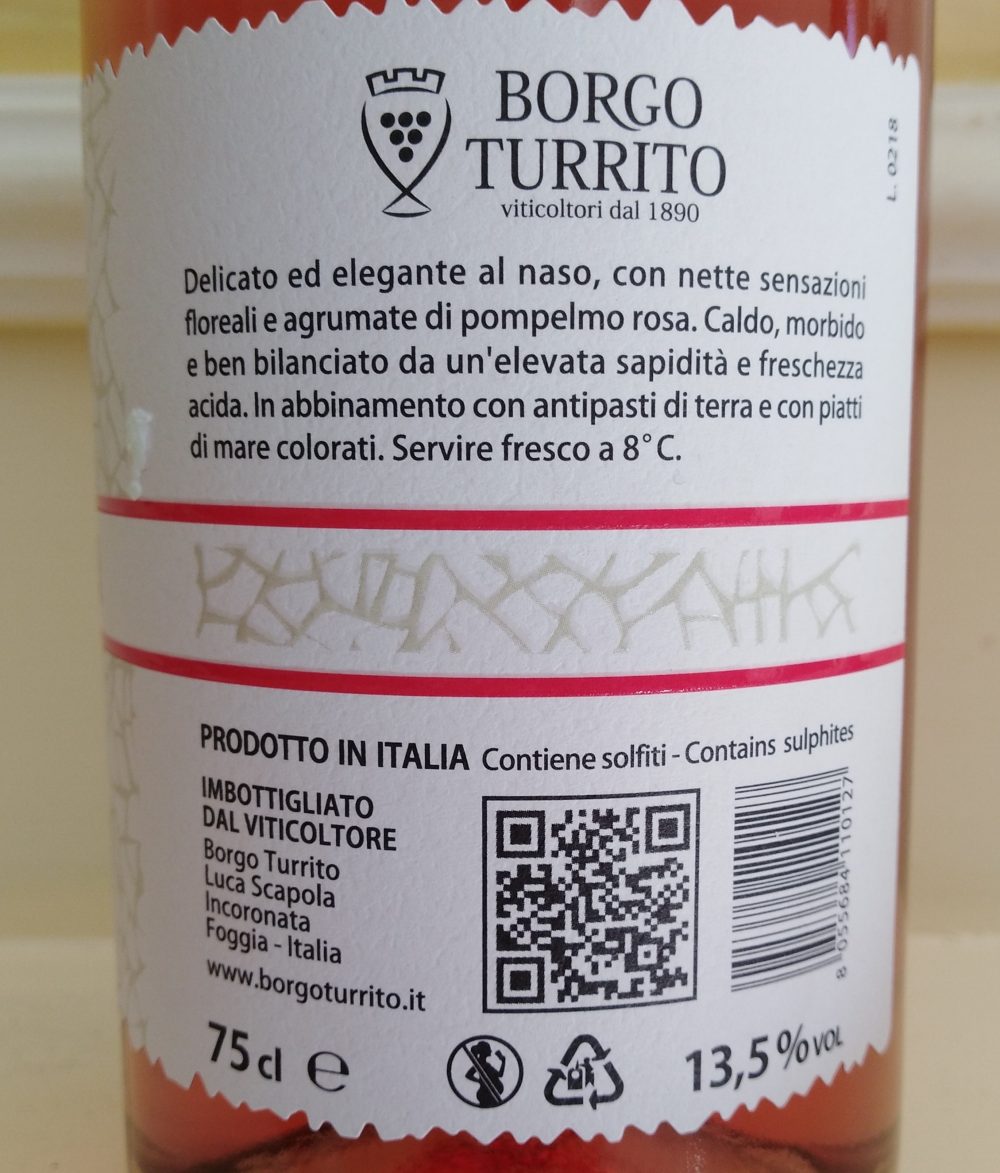 BORGO
TURRITO
viticoltori dal 1890
L. 0218
Delicato ed elegante al naso, con nette sensazioni
floreali e agrumate di pompelmo rosa. Caldo, morbido
e ben bilanciato da un'elevata sapidità e freschezza
acida. In abbinamento con antipasti di terra e con piatti
di mare colorati. Servire fresco a 8°C.
PRODOTTO IN ITALIA Contiene solfiti - Contains sulphites
IMBOTTIGLIATO
DAL VITICOLTORE
Borgo Turrito
Luca Scapola
Incoronata
Foggia - Italia
www.borgoturrito.it
8 055684 110127
75 cl ℮
13,5 % VOL